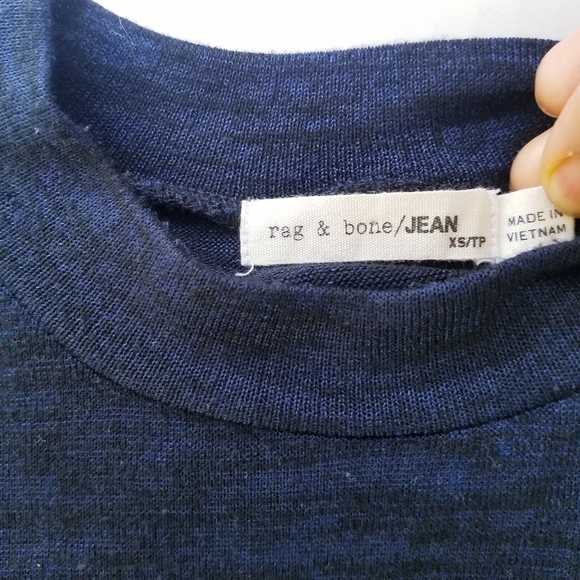 rag & bone/JEAN
XS/TP
MADE IN
VIETNAM